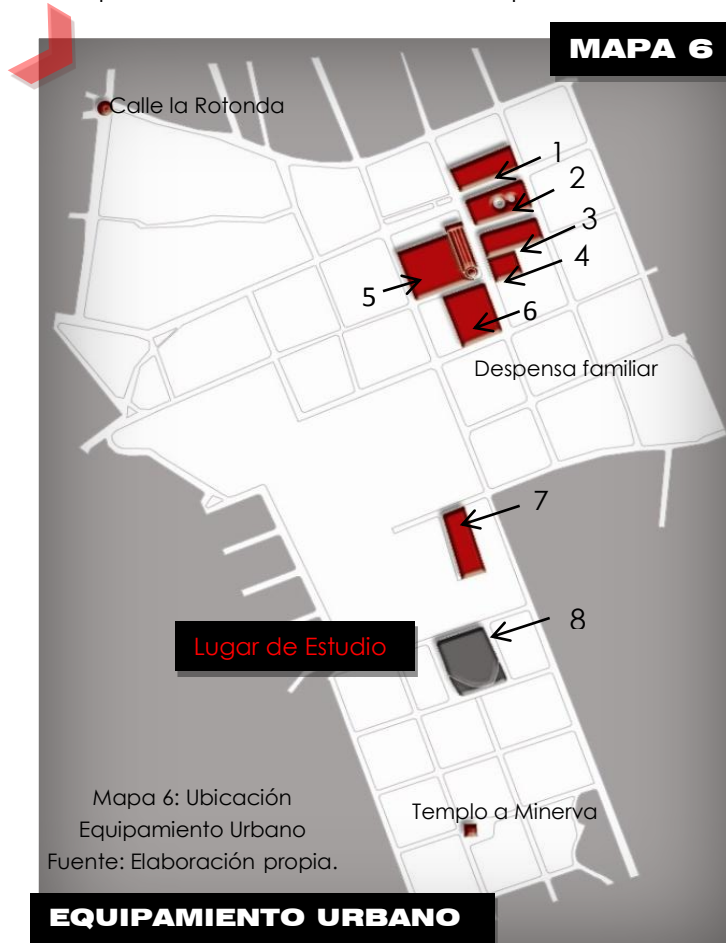 MAPA 6
Calle la Rotonda
1
2
3
4
5
6
Despensa familiar
7
8
Lugar de Estudio
Mapa 6: Ubicación
Equipamiento Urbano
Fuente: Elaboración propia.
Templo a Minerva
EQUIPAMIENTO URBANO